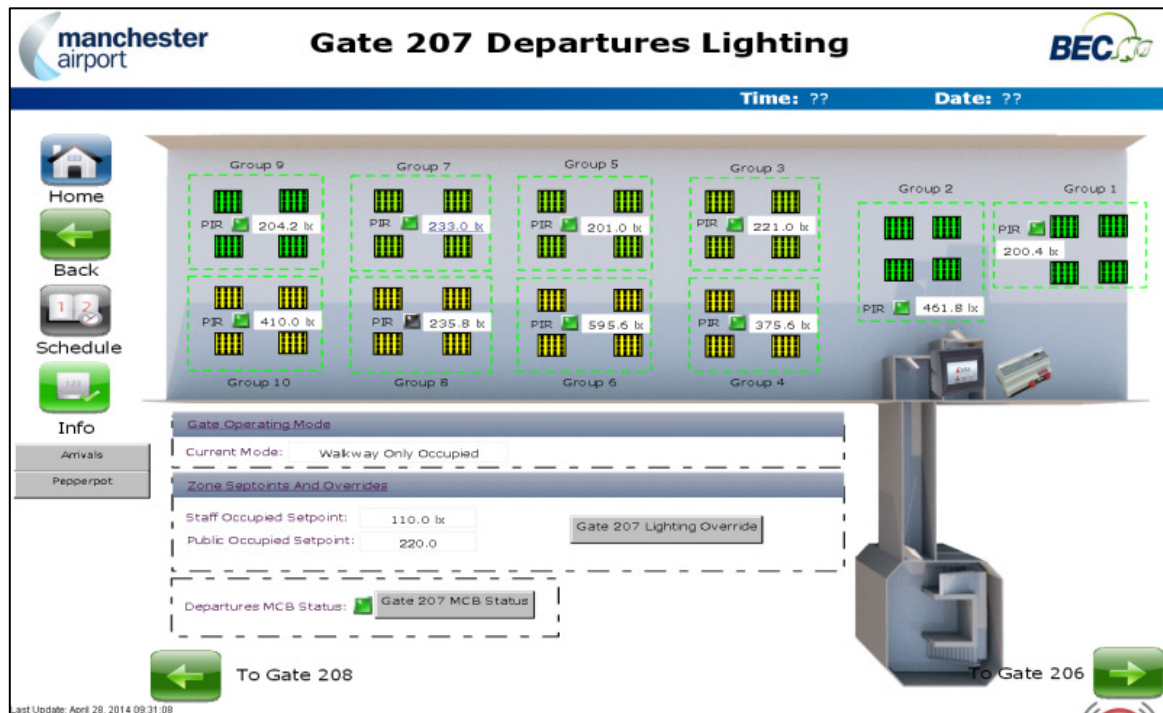 manchester
airport
Gate 207 Departures Lighting
BEC
Time: ?? Date: ??
Home
Back
1 2
Schedule
123
Info
Arrivals
Pepperpot
Group 9 Group 7 Group 5 Group 3 Group 2 Group 1
PIR 204.2 lx
PIR 233.0 lx
PIR 201.0 lx
PIR 221.0 lx
PIR 461.8 lx
PIR 200.4 lx
PIR 410.0 lx
PIR 235.8 lx
PIR 595.6 lx
PIR 375.6 lx
Group 10 Group 8 Group 6 Group 4
Gate Operating Mode
Current Mode: Walkway Only Occupied
Zone Septoints And Overrides
Staff Occupied Setpoint: 110.0 lx
Public Occupied Setpoint: 220.0
Gate 207 Lighting Override
Departures MCB Status: Gate 207 MCB Status
To Gate 208
To Gate 206
Last Update: April 28, 2014 09:31:08